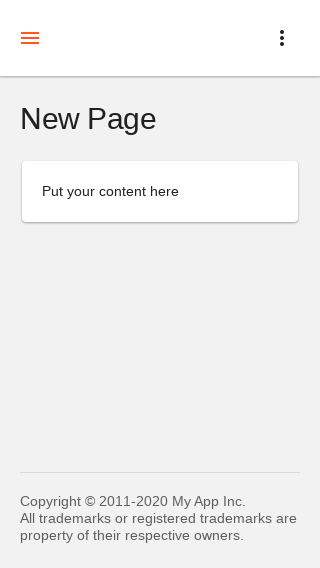 New Page
Put your content here
Copyright © 2011-2020 My App Inc.
All trademarks or registered trademarks are
property of their respective owners.